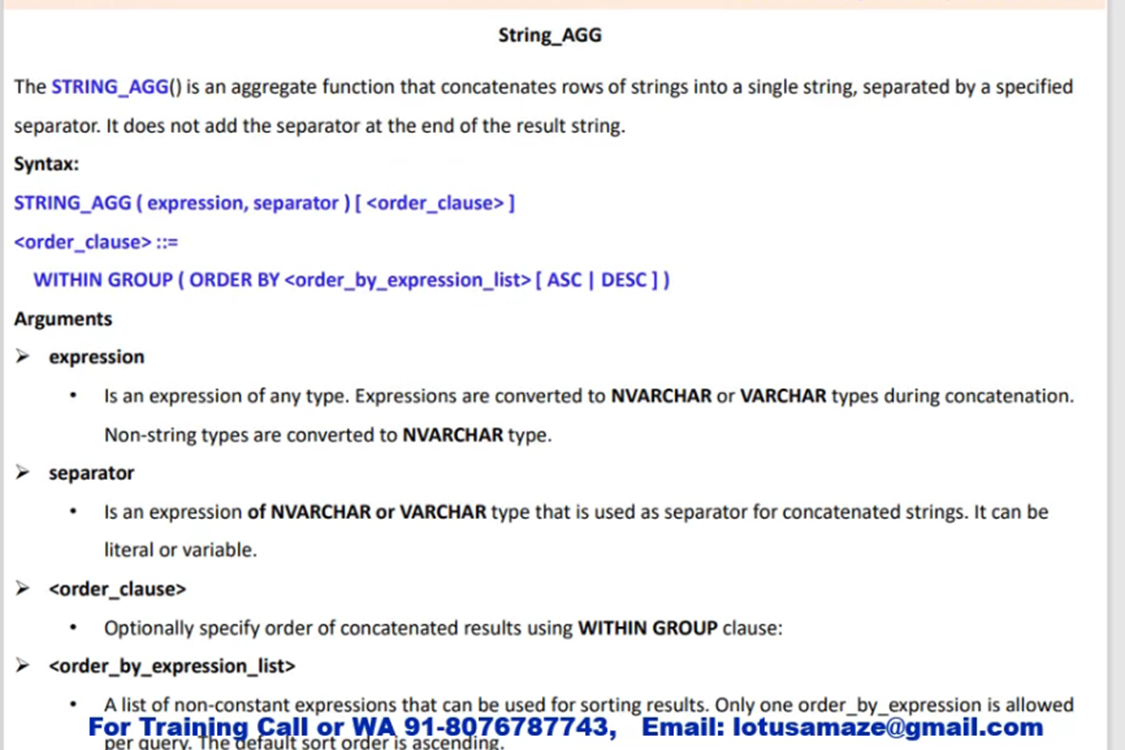 String_AGG
The STRING_AGG() is an aggregate function that concatenates rows of strings into a single string, separated by a specified
separator. It does not add the separator at the end of the result string.
Syntax:
STRING_AGG ( expression, separator ) [ <order_clause> ]
<order_clause> ::=
WITHIN GROUP ( ORDER BY <order_by_expression_list> [ ASC | DESC ] )
Arguments
➢ expression
• Is an expression of any type. Expressions are converted to NVARCHAR or VARCHAR types during concatenation.
Non-string types are converted to NVARCHAR type.
➢ separator
• Is an expression of NVARCHAR or VARCHAR type that is used as separator for concatenated strings. It can be
literal or variable.
➢ <order_clause>
• Optionally specify order of concatenated results using WITHIN GROUP clause:
➢ <order_by_expression_list>
• A list of non-constant expressions that can be used for sorting results. Only one order_by_expression is allowed
For Training Call or WA 91-8076787743, Email: lotusamaze@gmail.com
per query. The default sort order is ascending.